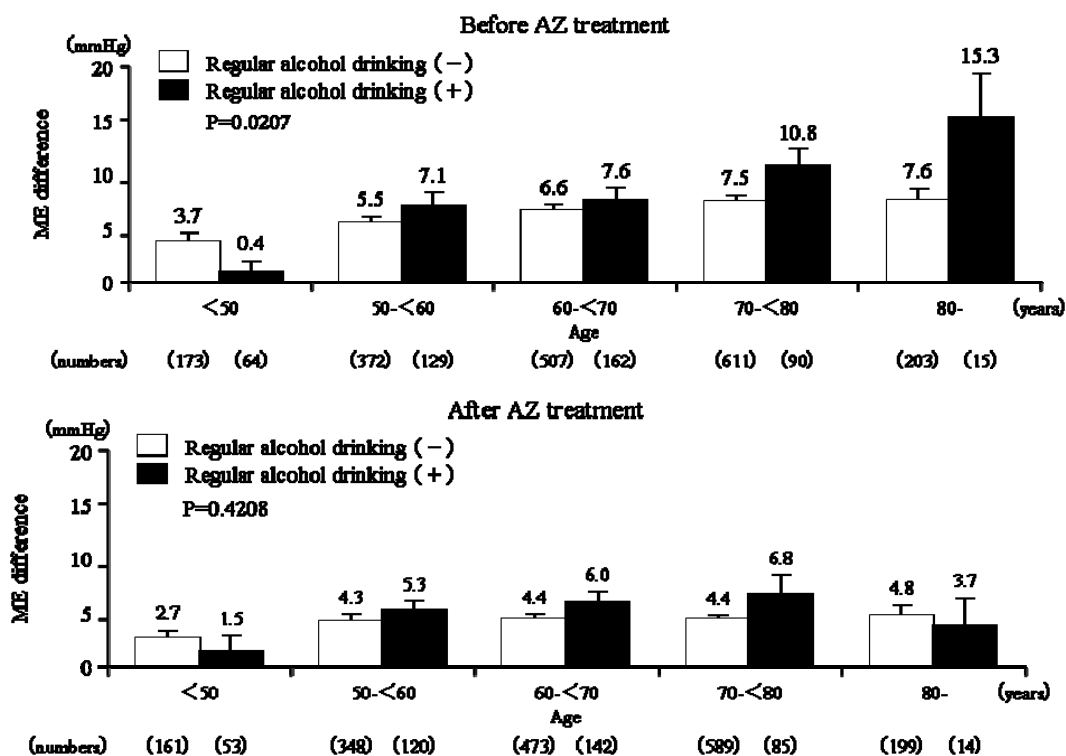 Before AZ treatment
(mmHg)
20
15
10
5
0
ME difference
Regular alcohol drinking (−)
Regular alcohol drinking (+)
P=0.0207
3.7 0.4 5.5 7.1 6.6 7.6 7.5 10.8 7.6 15.3
<50 50-<60 60-<70 70-<80 80- (years)
Age
(numbers) (173) (64) (372) (129) (507) (162) (611) (90) (203) (15)
After AZ treatment
(mmHg)
20
15
10
5
0
ME difference
Regular alcohol drinking (−)
Regular alcohol drinking (+)
P=0.4208
2.7 1.5 4.3 5.3 4.4 6.0 4.4 6.8 4.8 3.7
<50 50-<60 60-<70 70-<80 80- (years)
Age
(numbers) (161) (53) (348) (120) (473) (142) (589) (85) (199) (14)